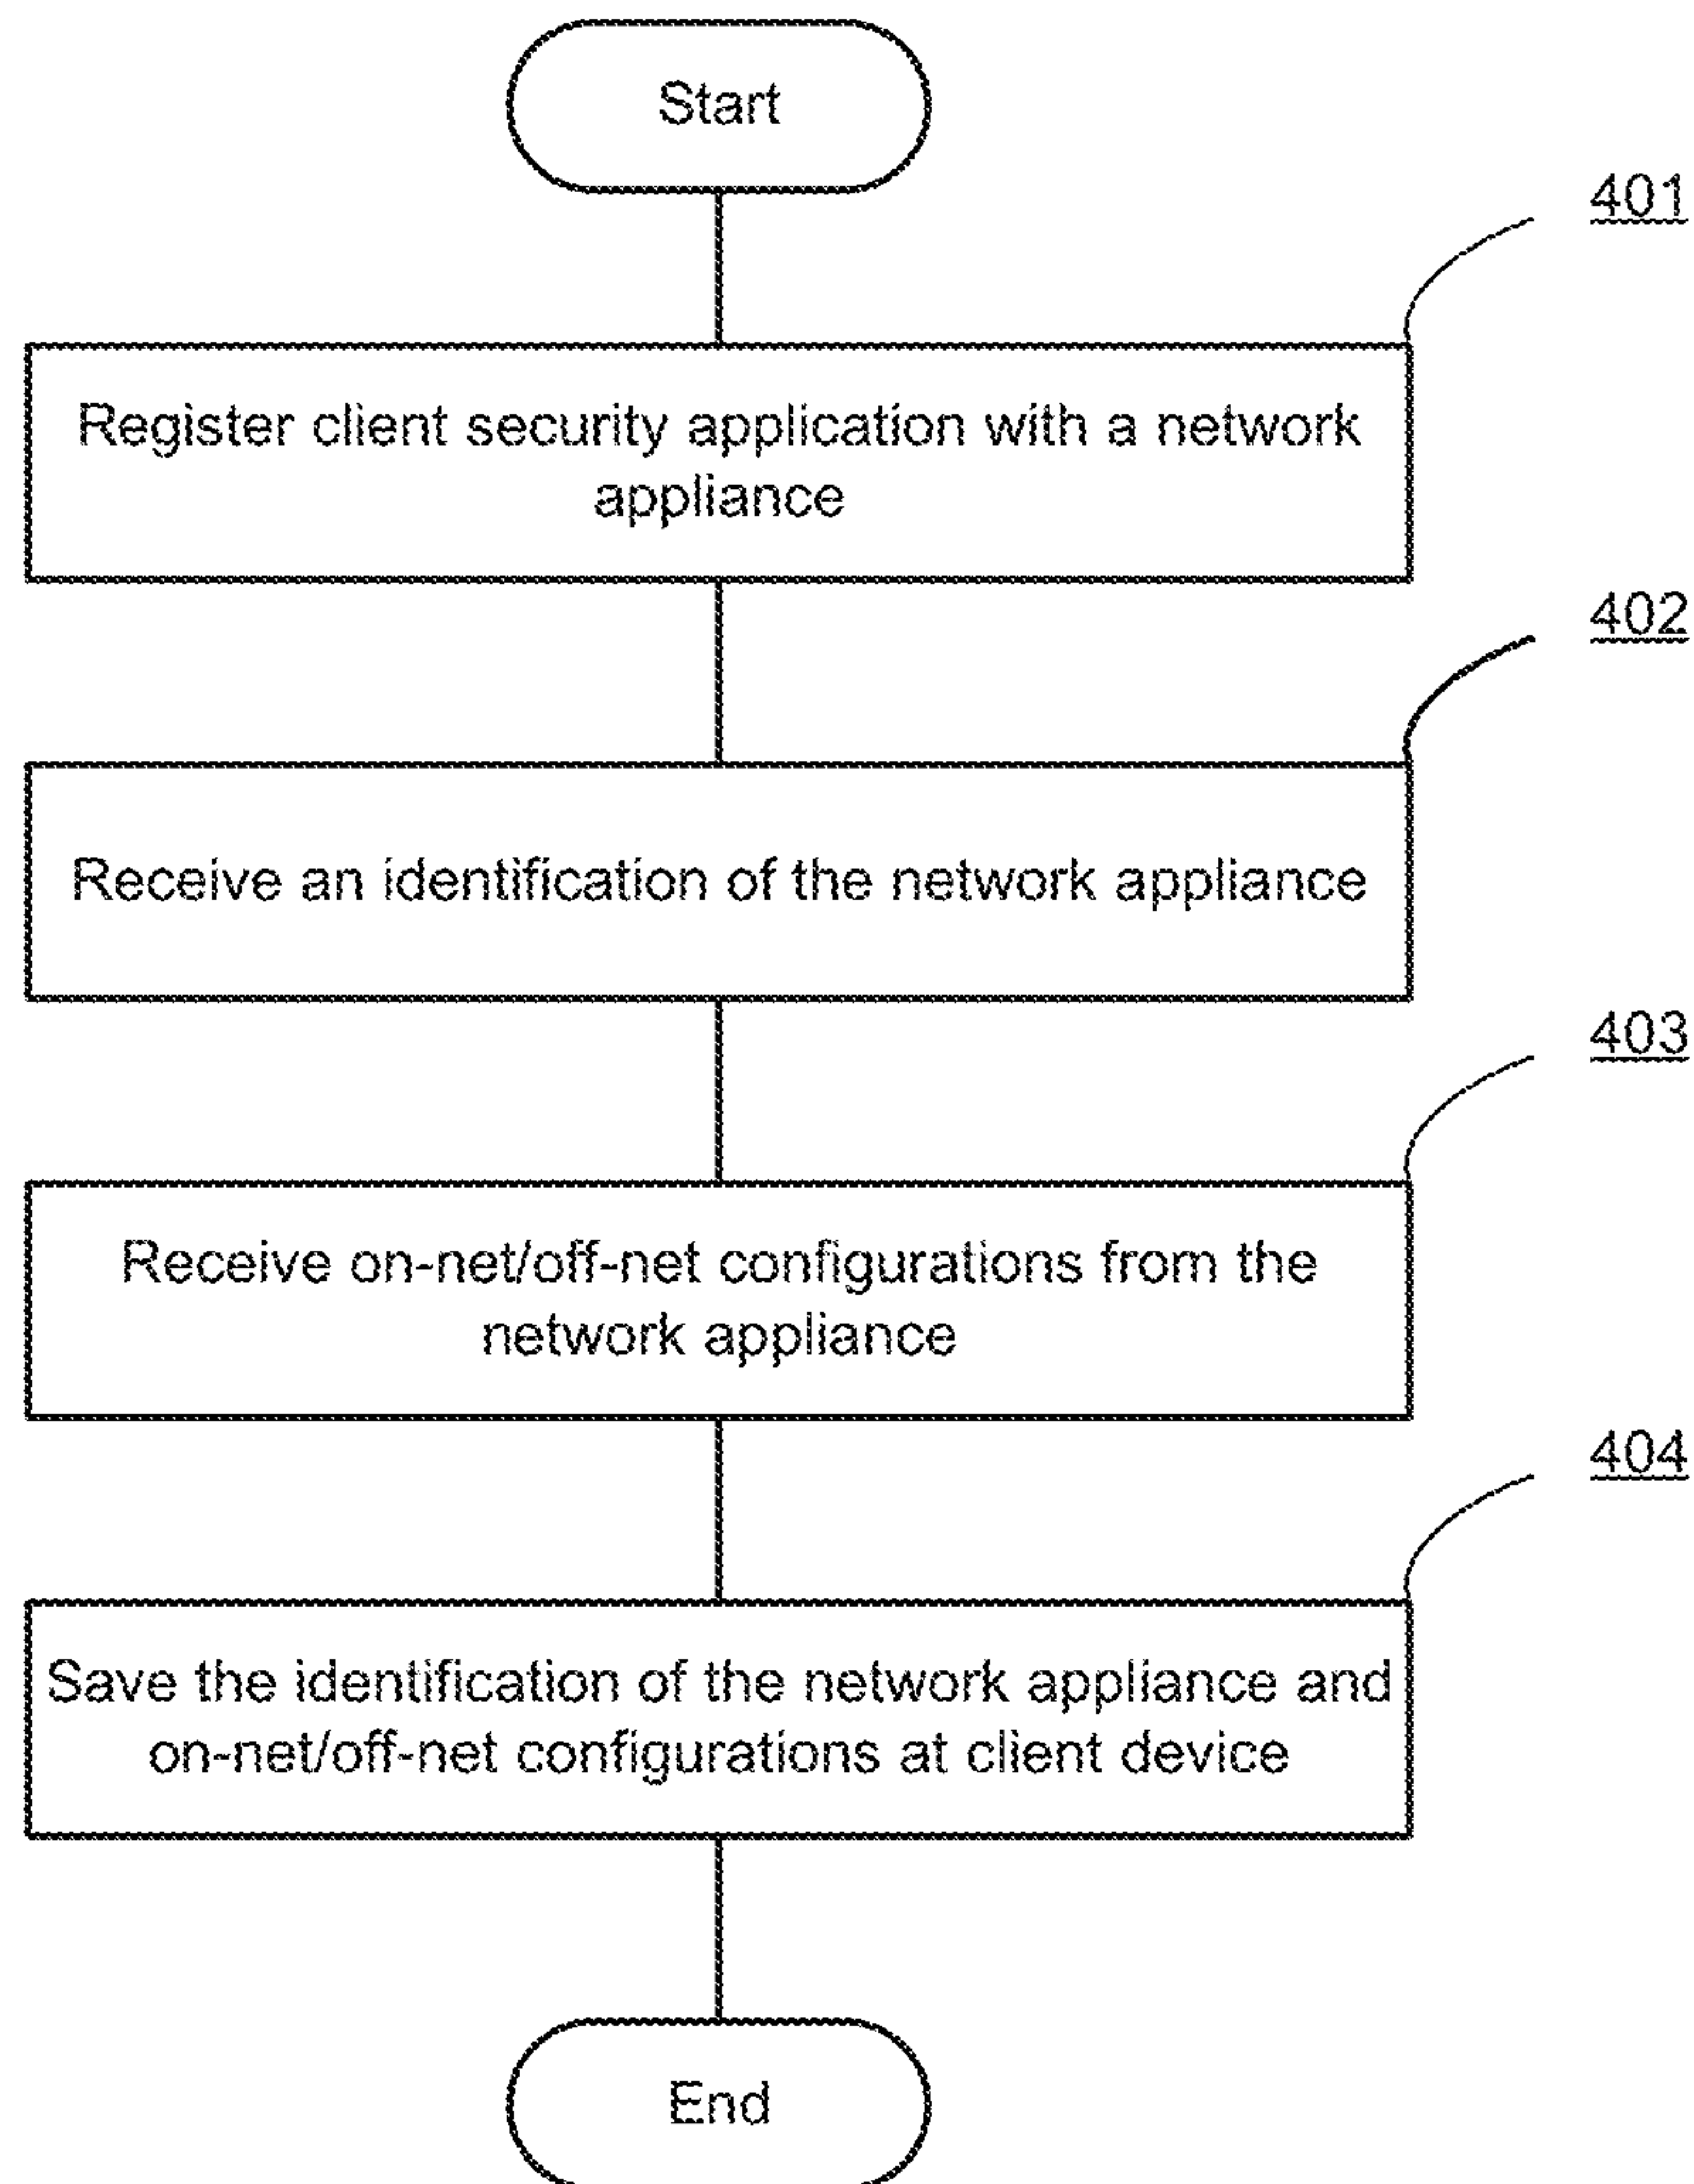 Start
401
Register client security application with a network
appliance
402
Receive an identification of the network appliance
403
Receive on-net/off-net configurations from the
network appliance
404
Save the identification of the network appliance and
on-net/off-net configurations at client device
End